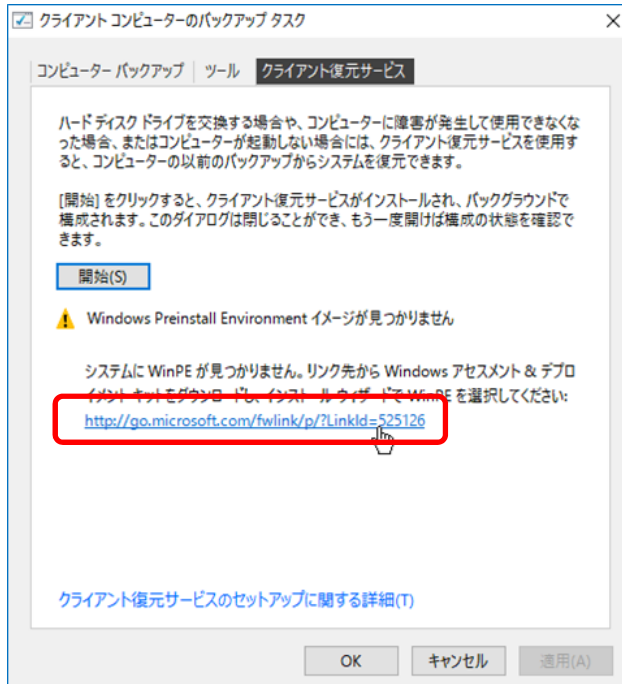 クライアント コンピューターのバックアップ タスク
コンピューター バックアップ ツール クライアント復元サービス
ハード ディスク ドライブを交換する場合や、コンピューターに障害が発生して使用できなくな
った場合、またはコンピューターが起動しない場合には、クライアント復元サービスを使用す
ると、コンピューターの以前のバックアップからシステムを復元できます。
[開始] をクリックすると、クライアント復元サービスがインストールされ、バックグラウンドで
構成されます。このダイアログは閉じることができ、もう一度開けば構成の状態を確認で
きます。
開始(S)
Windows Preinstall Environment イメージが見つかりません
システムに WinPE が見つかりません。リンク先から Windows アセスメント & デプロ
イメント キットをダウンロードし、インストール ウィザードで WinPE を選択してください:
http://go.microsoft.com/fwlink/p/?LinkId=525126
クライアント復元サービスのセットアップに関する詳細(T)
OK キャンセル 適用(A)